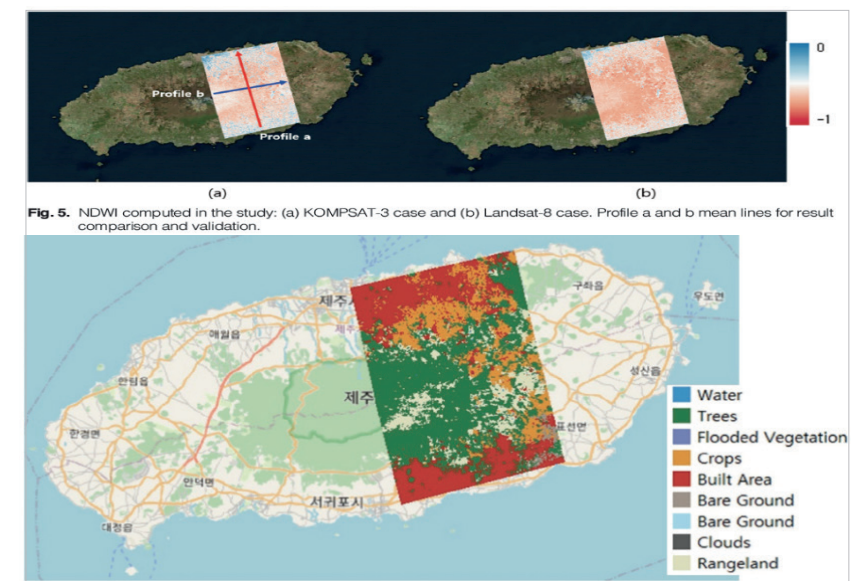 0
-1
Profile b
Profile a
(a)
(b)
Fig. 5. NDWI computed in the study: (a) KOMPSAT-3 case and (b) Landsat-8 case. Profile a and b mean lines for result
comparison and validation.
제주시
구좌읍
우도면
애월읍
제주
한림읍
성산읍
제주
한경면
표선면
안덕면
서귀포시
대정읍
Water
Trees
Flooded Vegetation
Crops
Built Area
Bare Ground
Bare Ground
Clouds
Rangeland